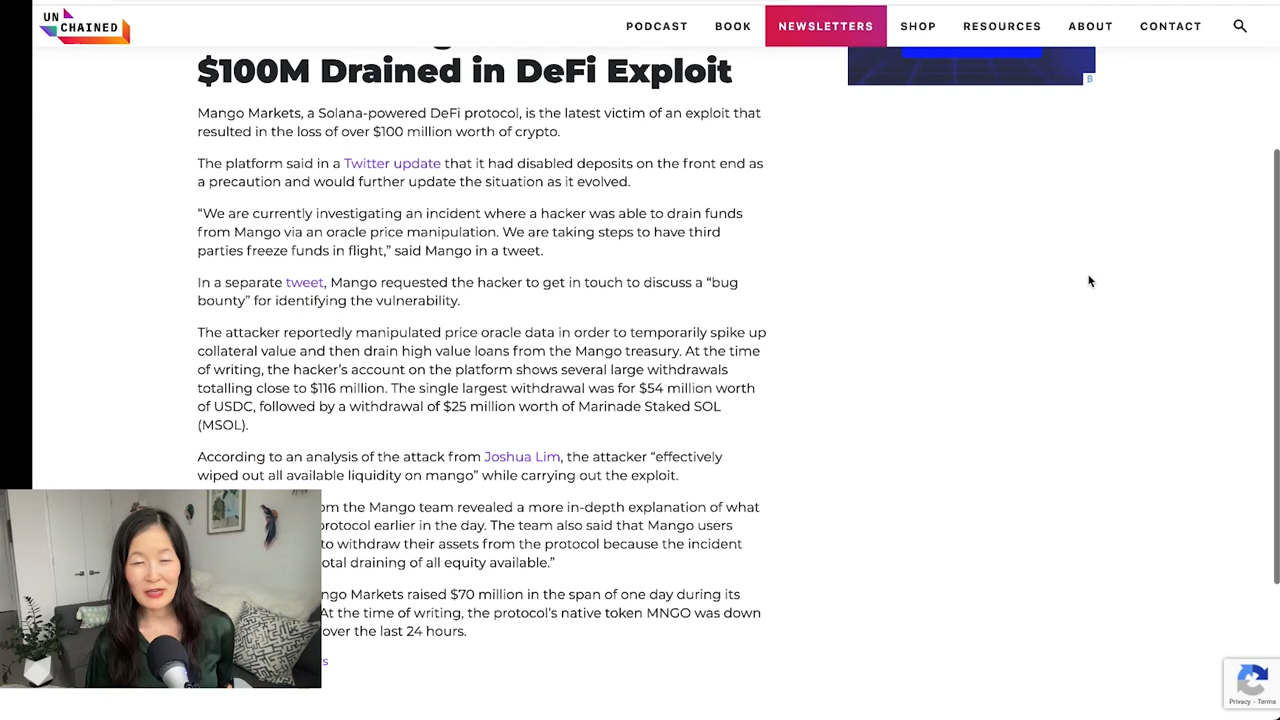 UN
CHAINED
PODCAST
BOOK
NEWSLETTERS
SHOP
RESOURCES
ABOUT
CONTACT
$100M Drained in DeFi Exploit
B
Mango Markets, a Solana-powered DeFi protocol, is the latest victim of an exploit that
resulted in the loss of over $100 million worth of crypto.
The platform said in a Twitter update that it had disabled deposits on the front end as
a precaution and would further update the situation as it evolved.
“We are currently investigating an incident where a hacker was able to drain funds
from Mango via an oracle price manipulation. We are taking steps to have third
parties freeze funds in flight,” said Mango in a tweet.
In a separate tweet, Mango requested the hacker to get in touch to discuss a “bug
bounty” for identifying the vulnerability.
The attacker reportedly manipulated price oracle data in order to temporarily spike up
collateral value and then drain high value loans from the Mango treasury. At the time
of writing, the hacker’s account on the platform shows several large withdrawals
totalling close to $116 million. The single largest withdrawal was for $54 million worth
of USDC, followed by a withdrawal of $25 million worth of Marinade Staked SOL
(MSOL).
According to an analysis of the attack from Joshua Lim, the attacker “effectively
wiped out all available liquidity on mango” while carrying out the exploit.
the Mango team revealed a more in-depth explanation of what
protocol earlier in the day. The team also said that Mango users
to withdraw their assets from the protocol because the incident
draining of all equity available.”
Markets raised $70 million in the span of one day during its
At the time of writing, the protocol’s native token MNGO was down
over the last 24 hours.
Privacy - Terms